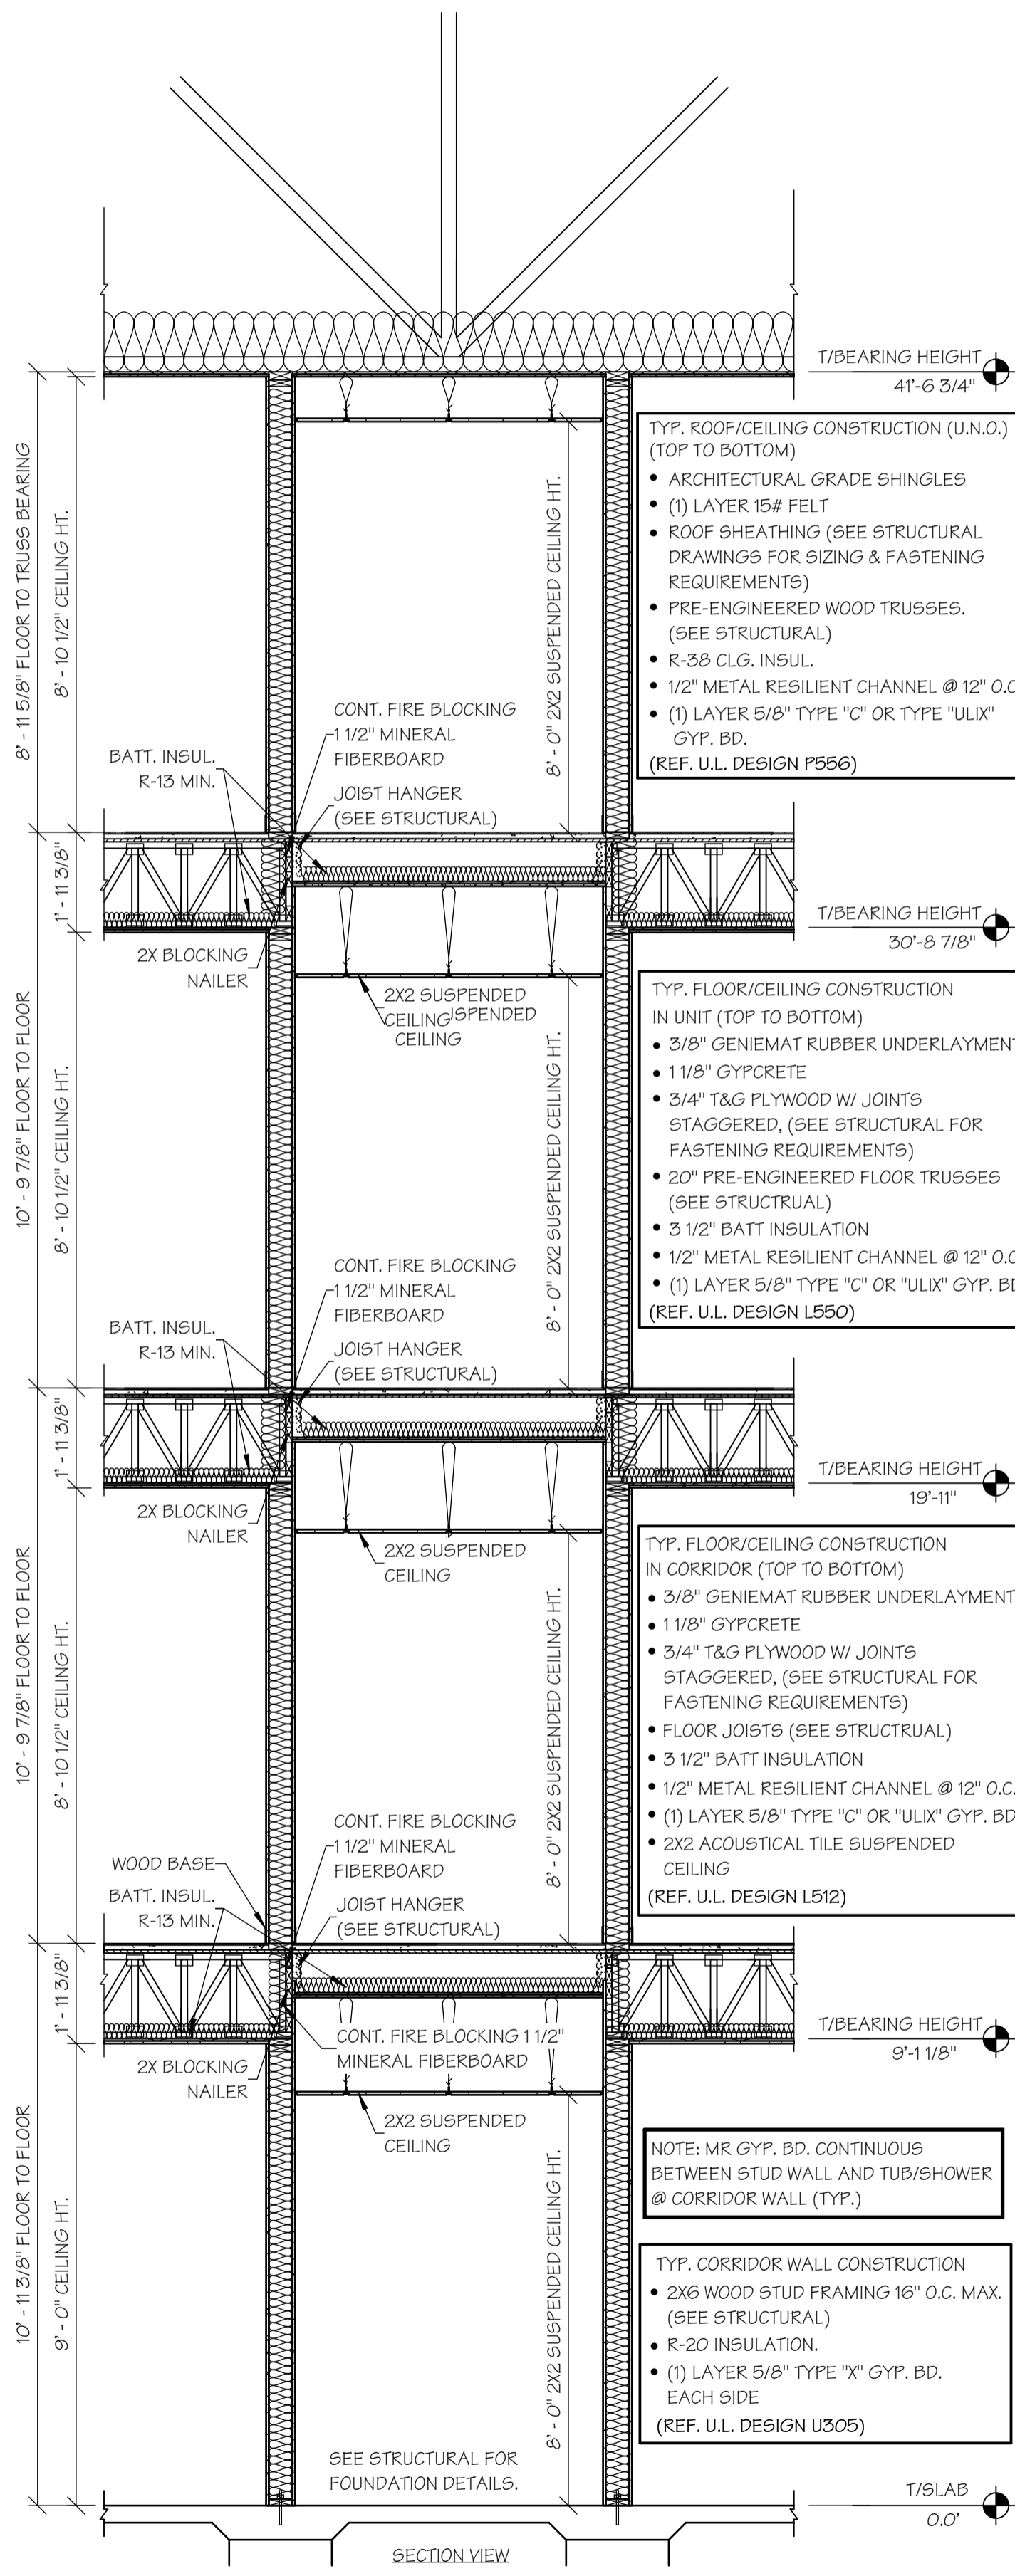 T/BEARING HEIGHT
41'-6 3/4"
TYP. ROOF/CEILING CONSTRUCTION (U.N.O.)
(TOP TO BOTTOM)
• ARCHITECTURAL GRADE SHINGLES
• (1) LAYER 15# FELT
• ROOF SHEATHING (SEE STRUCTURAL
DRAWINGS FOR SIZING & FASTENING
REQUIREMENTS)
• PRE-ENGINEERED WOOD TRUSSES.
(SEE STRUCTURAL)
• R-38 CLG. INSUL.
• 1/2" METAL RESILIENT CHANNEL @ 12" O.C
• (1) LAYER 5/8" TYPE "C" OR TYPE "ULIX"
GYP. BD.
(REF. U.L. DESIGN P556)
8' - 11 5/8" FLOOR TO TRUSS BEARING
8' - 10 1/2" CEILING HT.
8' - 0" 2X2 SUSPENDED CEILING HT.
CONT. FIRE BLOCKING
1 1/2" MINERAL
FIBERBOARD
BATT. INSUL.
R-13 MIN.
JOIST HANGER
(SEE STRUCTURAL)
1' - 11 3/8"
T/BEARING HEIGHT
30'-8 7/8"
2X BLOCKING
NAILER
2X2 SUSPENDED
CEILING
USPENDED
CEILING
TYP. FLOOR/CEILING CONSTRUCTION
IN UNIT (TOP TO BOTTOM)
• 3/8" GENIEMAT RUBBER UNDERLAYMENT
• 1 1/8" GYPCRETE
• 3/4" T&G PLYWOOD W/ JOINTS
STAGGERED, (SEE STRUCTURAL FOR
FASTENING REQUIREMENTS)
• 20" PRE-ENGINEERED FLOOR TRUSSES
(SEE STRUCTRUAL)
• 3 1/2" BATT INSULATION
• 1/2" METAL RESILIENT CHANNEL @ 12" O.C
• (1) LAYER 5/8" TYPE "C" OR "ULIX" GYP. BD
(REF. U.L. DESIGN L550)
10' - 9 7/8" FLOOR TO FLOOR
8' - 10 1/2" CEILING HT.
8' - 0" 2X2 SUSPENDED CEILING HT.
CONT. FIRE BLOCKING
1 1/2" MINERAL
FIBERBOARD
BATT. INSUL.
R-13 MIN.
JOIST HANGER
(SEE STRUCTURAL)
1' - 11 3/8"
T/BEARING HEIGHT
19'-11"
2X BLOCKING
NAILER
2X2 SUSPENDED
CEILING
TYP. FLOOR/CEILING CONSTRUCTION
IN CORRIDOR (TOP TO BOTTOM)
• 3/8" GENIEMAT RUBBER UNDERLAYMENT
• 1 1/8" GYPCRETE
• 3/4" T&G PLYWOOD W/ JOINTS
STAGGERED, (SEE STRUCTURAL FOR
FASTENING REQUIREMENTS)
• FLOOR JOISTS (SEE STRUCTRUAL)
• 3 1/2" BATT INSULATION
• 1/2" METAL RESILIENT CHANNEL @ 12" O.C.
• (1) LAYER 5/8" TYPE "C" OR "ULIX" GYP. BD
• 2X2 ACOUSTICAL TILE SUSPENDED
CEILING
(REF. U.L. DESIGN L512)
10' - 9 7/8" FLOOR TO FLOOR
8' - 10 1/2" CEILING HT.
8' - 0" 2X2 SUSPENDED CEILING HT.
CONT. FIRE BLOCKING
1 1/2" MINERAL
FIBERBOARD
WOOD BASE
BATT. INSUL.
R-13 MIN.
JOIST HANGER
(SEE STRUCTURAL)
1' - 11 3/8"
CONT. FIRE BLOCKING 1 1/2"
MINERAL FIBERBOARD
T/BEARING HEIGHT
9'-1 1/8"
2X BLOCKING
NAILER
2X2 SUSPENDED
CEILING
NOTE: MR GYP. BD. CONTINUOUS
BETWEEN STUD WALL AND TUB/SHOWER
@ CORRIDOR WALL (TYP.)
TYP. CORRIDOR WALL CONSTRUCTION
• 2X6 WOOD STUD FRAMING 16" O.C. MAX.
(SEE STRUCTURAL)
• R-20 INSULATION.
• (1) LAYER 5/8" TYPE "X" GYP. BD.
EACH SIDE
(REF. U.L. DESIGN U305)
10' - 11 3/8" FLOOR TO FLOOR
9' - 0" CEILING HT.
8' - 0" 2X2 SUSPENDED CEILING HT.
SEE STRUCTURAL FOR
FOUNDATION DETAILS.
T/SLAB
0.0'
SECTION VIEW